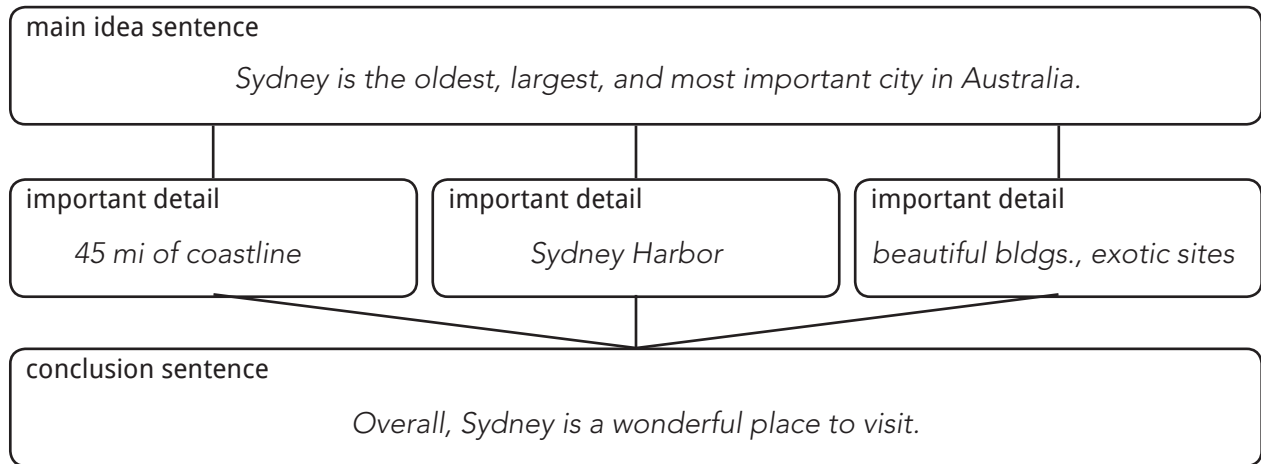 main idea sentence
Sydney is the oldest, largest, and most important city in Australia.
important detail
45 mi of coastline
important detail
Sydney Harbor
important detail
beautiful bldgs., exotic sites
conclusion sentence
Overall, Sydney is a wonderful place to visit.